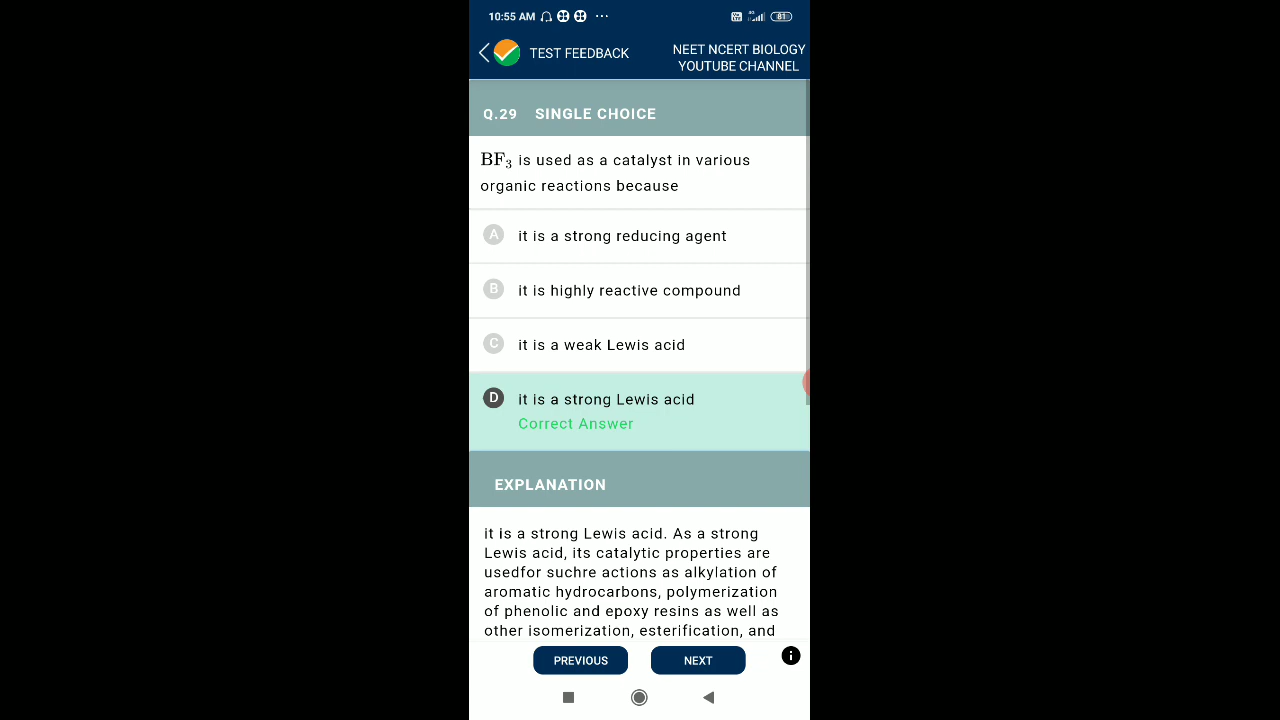 10:55 AM
81
TEST FEEDBACK
NEET NCERT BIOLOGY
YOUTUBE CHANNEL
Q.29 SINGLE CHOICE
BF₃ is used as a catalyst in various
organic reactions because
A it is a strong reducing agent
B it is highly reactive compound
C it is a weak Lewis acid
D it is a strong Lewis acid
Correct Answer
EXPLANATION
it is a strong Lewis acid. As a strong
Lewis acid, its catalytic properties are
usedfor suchre actions as alkylation of
aromatic hydrocarbons, polymerization
of phenolic and epoxy resins as well as
other isomerization, esterification, and
PREVIOUS
NEXT